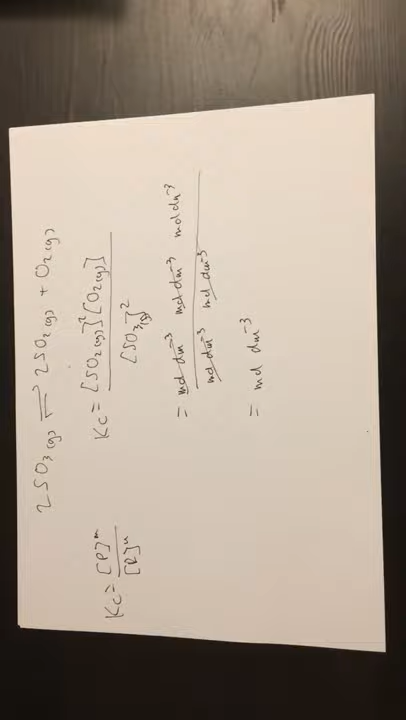 2SO₃(g) ⇌ 2SO₂(g) + O₂(g)
Kc = [P]ᵐ / [R]ⁿ
Kc = [SO₂(g)]² [O₂(g)] / [SO₃(g)]²
= mol dm⁻³ mol dm⁻³ mol dm⁻³ / mol dm⁻³ mol dm⁻³
= mol dm⁻³